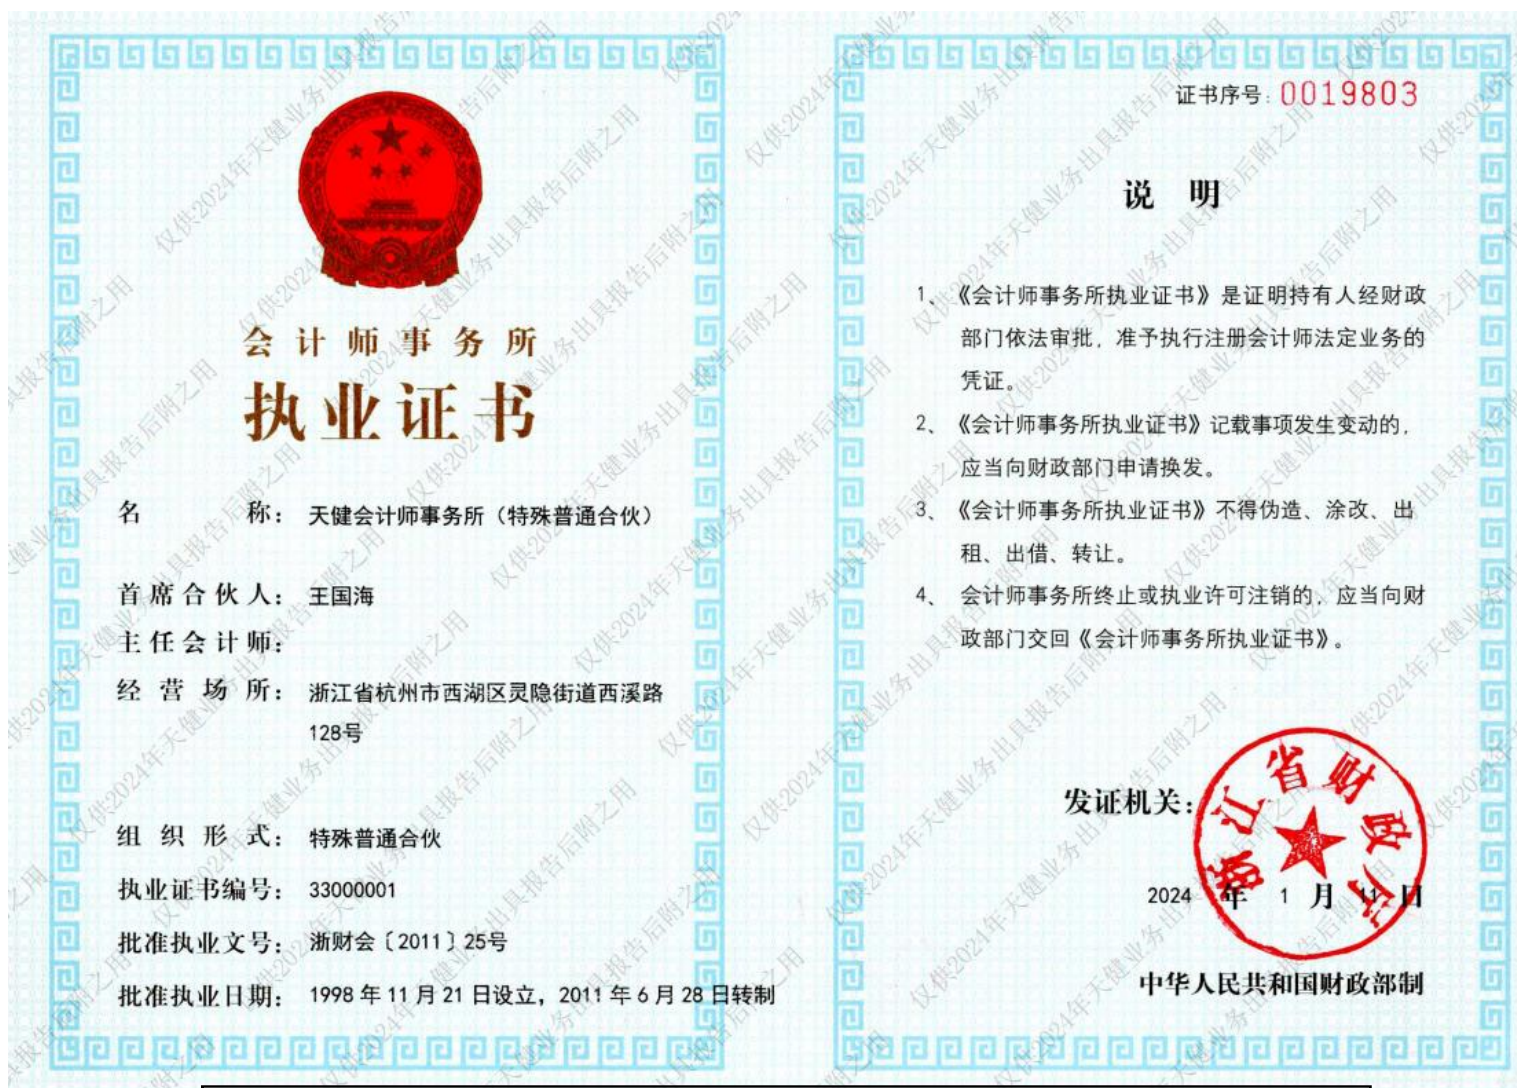 会计师事务所
执业证书
名称：天健会计师事务所（特殊普通合伙）
首席合伙人：王国海
主任会计师：
经营场所：浙江省杭州市西湖区灵隐街道西溪路
128号
组织形式：特殊普通合伙
执业证书编号：33000001
批准执业文号：浙财会〔2011〕25号
批准执业日期：1998年11月21日设立，2011年6月28日转制
证书序号：0019803
说明
1、《会计师事务所执业证书》是证明持有人经财政
部门依法审批，准予执行注册会计师法定业务的
凭证。
2、《会计师事务所执业证书》记载事项发生变动的，
应当向财政部门申请换发。
3、《会计师事务所执业证书》不得伪造、涂改、出
租、出借、转让。
4、会计师事务所终止或执业许可注销的，应当向财
政部门交回《会计师事务所执业证书》。
发证机关：
浙江省财政厅
2024年1月11日
中华人民共和国财政部制
仅供2024年天健业务出具报告后附之用